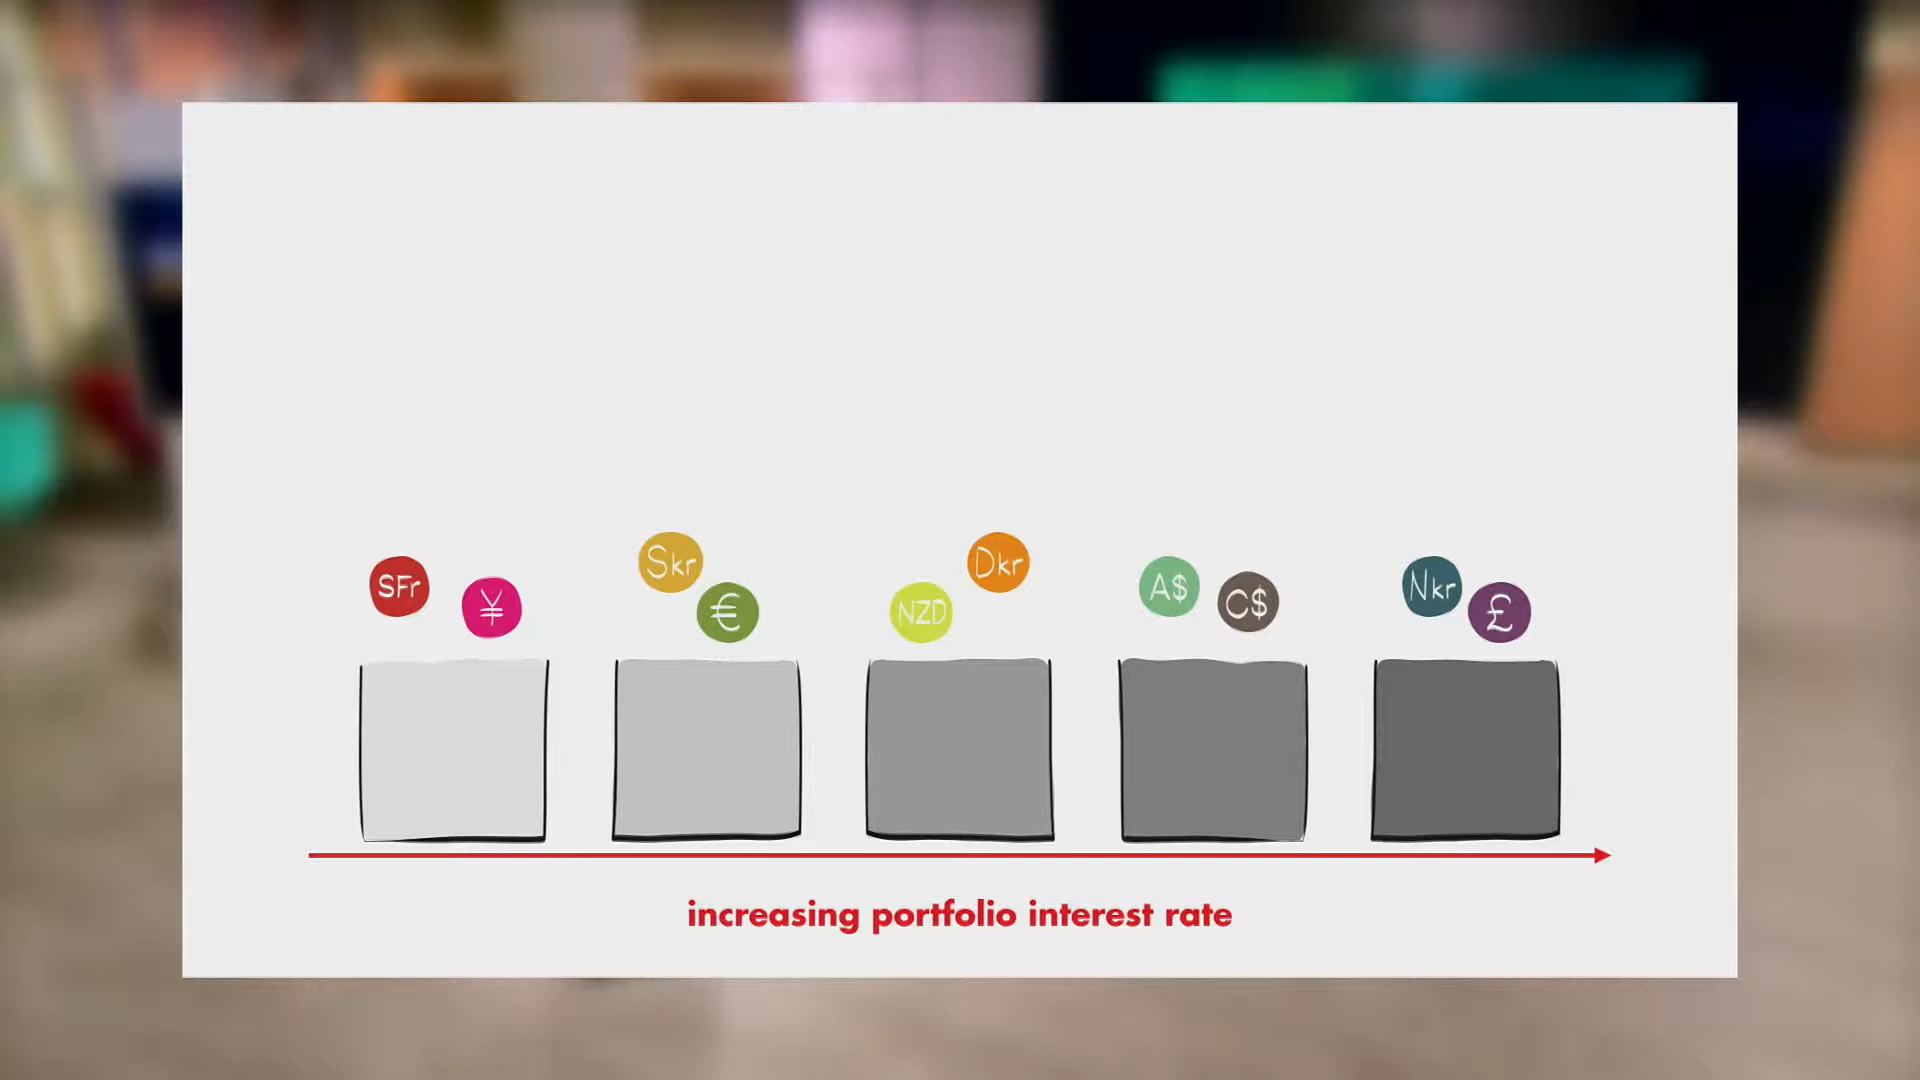 SFr
¥
Skr
€
NZD
Dkr
A$
C$
Nkr
£
increasing portfolio interest rate